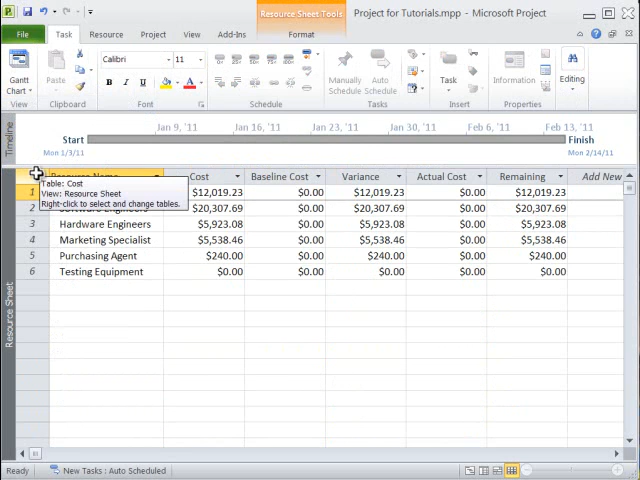 Resource Sheet Tools
Project for Tutorials.mpp - Microsoft Project
File
Task
Resource
Project
View
Add-Ins
Format
Gantt Chart
Paste
Calibri
11
B I U A
Manually Schedule
Auto Schedule
Task
Information
Editing
View
Clipboard
Font
Schedule
Tasks
Insert
Properties
Timeline
Jan 9, '11
Jan 16, '11
Jan 23, '11
Jan 30, '11
Feb 6, '11
Feb 13, '11
Start
Mon 1/3/11
Finish
Mon 2/14/11
Resource Name Cost Baseline Cost Variance Actual Cost Remaining Add New
Table: Cost
View: Resource Sheet
Right-click to select and change tables.
1 $12,019.23 $0.00 $12,019.23 $0.00 $12,019.23
2 Software Engineers $20,307.69 $0.00 $20,307.69 $0.00 $20,307.69
3 Hardware Engineers $5,923.08 $0.00 $5,923.08 $0.00 $5,923.08
4 Marketing Specialist $5,538.46 $0.00 $5,538.46 $0.00 $5,538.46
5 Purchasing Agent $240.00 $0.00 $240.00 $0.00 $240.00
6 Testing Equipment $0.00 $0.00 $0.00 $0.00 $0.00
Resource Sheet
Ready
New Tasks : Auto Scheduled